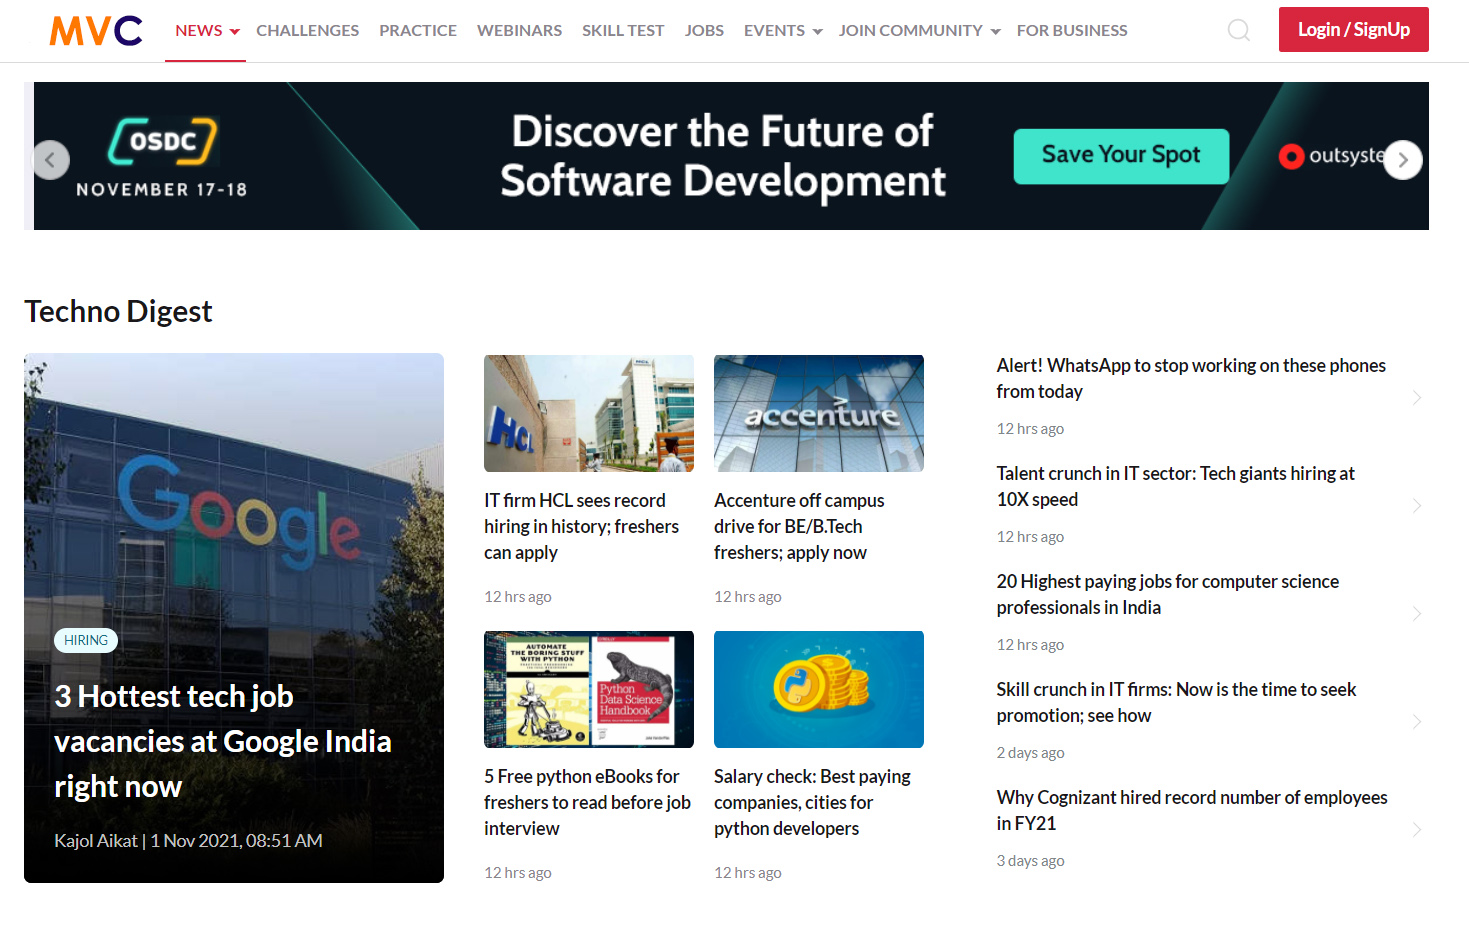 MVC
NEWS
CHALLENGES
PRACTICE
WEBINARS
SKILL TEST
JOBS
EVENTS
JOIN COMMUNITY
FOR BUSINESS
Login / SignUp
OSDC
NOVEMBER 17-18
Discover the Future of
Software Development
Save Your Spot
outsyste
Techno Digest
Google
HIRING
3 Hottest tech job
vacancies at Google India
right now
Kajol Aikat | 1 Nov 2021, 08:51 AM
HCL
IT firm HCL sees record
hiring in history; freshers
can apply
12 hrs ago
accenture
Accenture off campus
drive for BE/B.Tech
freshers; apply now
12 hrs ago
AUTOMATE
THE BORING STUFF
WITH PYTHON
Python
Data Science
Handbook
5 Free python eBooks for
freshers to read before job
interview
12 hrs ago
Salary check: Best paying
companies, cities for
python developers
12 hrs ago
Alert! WhatsApp to stop working on these phones
from today
12 hrs ago
Talent crunch in IT sector: Tech giants hiring at
10X speed
12 hrs ago
20 Highest paying jobs for computer science
professionals in India
12 hrs ago
Skill crunch in IT firms: Now is the time to seek
promotion; see how
2 days ago
Why Cognizant hired record number of employees
in FY21
3 days ago